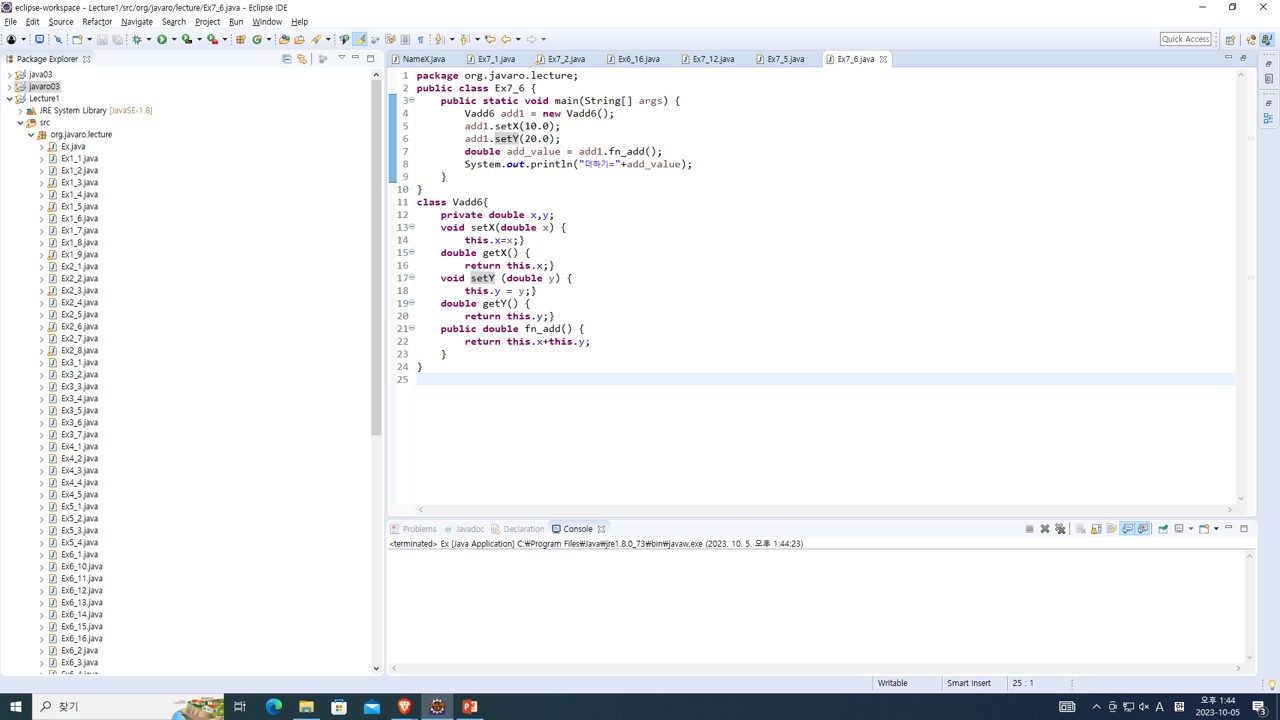 eclipse-workspace - Lecture1/src/org/javaro/lecture/Ex7_6.java - Eclipse IDE
File Edit Source Refactor Navigate Search Project Run Window Help
Quick Access
Package Explorer
java03
javaro03
Lecture1
JRE System Library [JavaSE-1.8]
src
org.javaro.lecture
Ex.java
Ex1_1.java
Ex1_2.java
Ex1_3.java
Ex1_4.java
Ex1_5.java
Ex1_6.java
Ex1_7.java
Ex1_8.java
Ex1_9.java
Ex2_1.java
Ex2_2.java
Ex2_3.java
Ex2_4.java
Ex2_5.java
Ex2_6.java
Ex2_7.java
Ex2_8.java
Ex3_1.java
Ex3_2.java
Ex3_3.java
Ex3_4.java
Ex3_5.java
Ex3_6.java
Ex3_7.java
Ex4_1.java
Ex4_2.java
Ex4_3.java
Ex4_4.java
Ex4_5.java
Ex5_1.java
Ex5_2.java
Ex5_3.java
Ex5_4.java
Ex6_1.java
Ex6_10.java
Ex6_11.java
Ex6_12.java
Ex6_13.java
Ex6_14.java
Ex6_15.java
Ex6_16.java
Ex6_2.java
Ex6_3.java
NameX.java Ex7_1.java Ex7_2.java Ex6_16.java Ex7_12.java Ex7_5.java Ex7_6.java
1 package org.javaro.lecture;
2 public class Ex7_6 {
3 public static void main(String[] args) {
4 Vadd6 add1 = new Vadd6();
5 add1.setX(10.0);
6 add1.setY(20.0);
7 double add_value = add1.fn_add();
8 System.out.println("더하기="+add_value);
9 }
10 }
11 class Vadd6{
12 private double x,y;
13 void setX(double x) {
14 this.x=x;}
15 double getX() {
16 return this.x;}
17 void setY (double y) {
18 this.y = y;}
19 double getY() {
20 return this.y;}
21 public double fn_add() {
22 return this.x+this.y;
23 }
24 }
25
Problems Javadoc Declaration Console
<terminated> Ex [Java Application] C:₩Program Files₩Java₩jre1.8.0_73₩bin₩javaw.exe (2023. 10. 5. 오후 1:44:23)
Writable Smart Insert 25 : 1
찾기
A 한
오후 1:44
2023-10-05
3